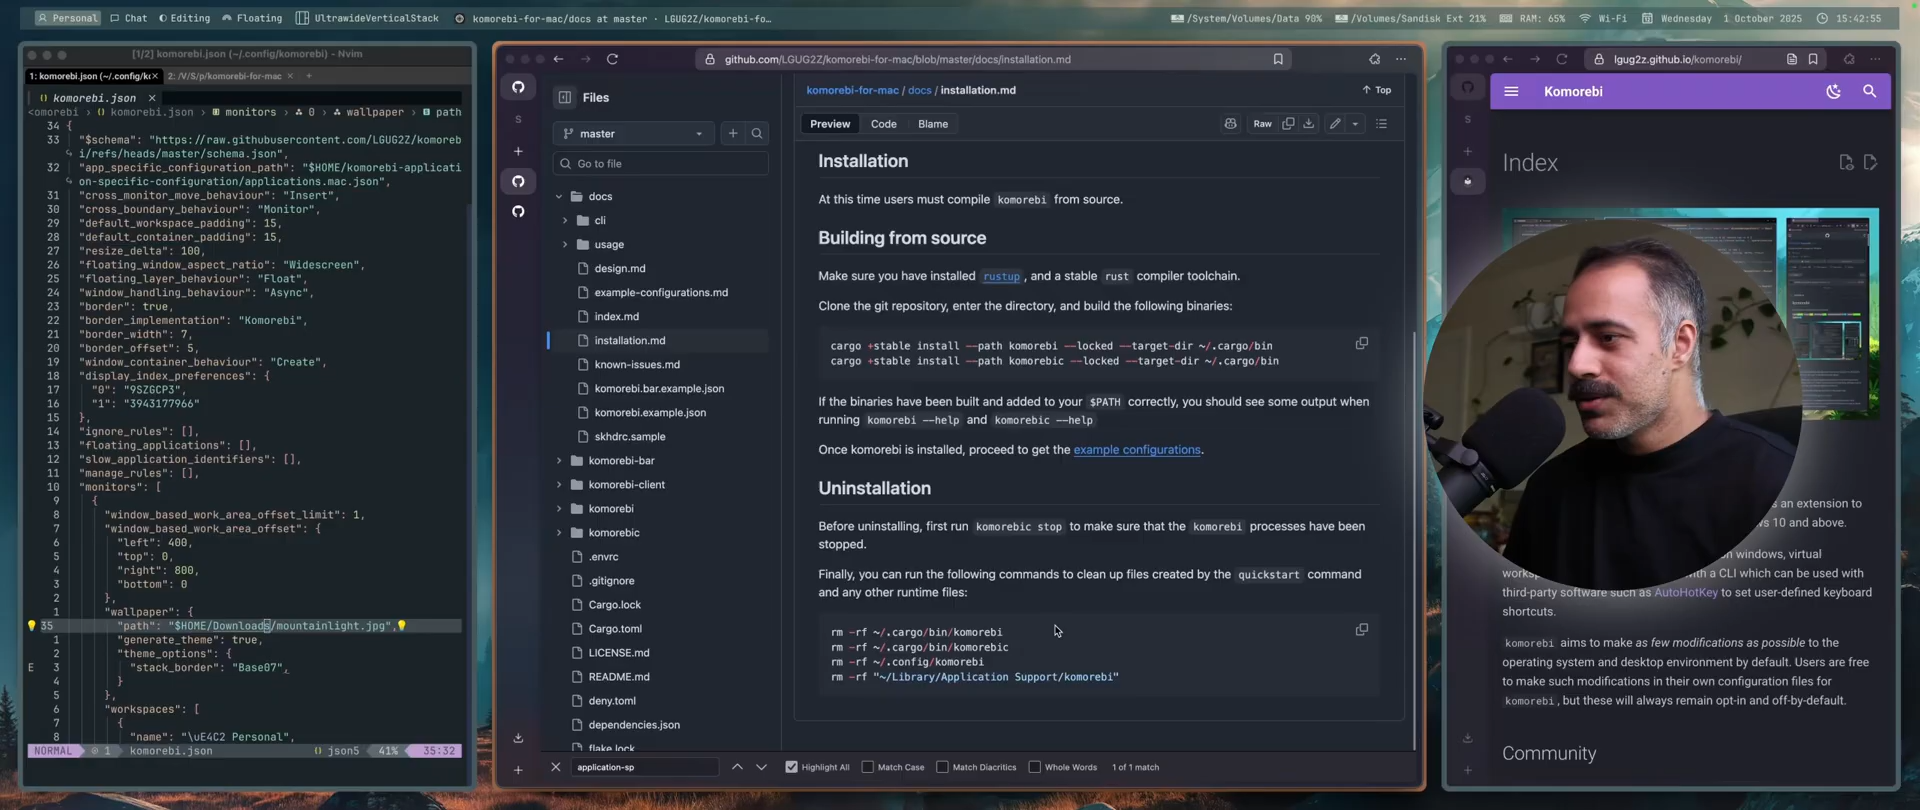 Personal
Chat
Editing
Floating
UltrawideVerticalStack
komorebi-for-mac/docs at master · LGUG2Z/komorebi-fo…
/System/Volumes/Data 90%
/Volumes/Sandisk Ext 21%
RAM: 65%
Wi-Fi
Wednesday 1 October 2025
15:42:55
[1/2] komorebi.json (~/.config/komorebi) - Nvim
1: komorebi.json (~/.config/k
2: /V/S/p/komorebi-for-mac
{} komorebi.json
<omorebi > {} komorebi.json > monitors > 0 > wallpaper > path
34 {
33 "$schema": "https://raw.githubusercontent.com/LGUG2Z/komoreb
i/refs/heads/master/schema.json",
32 "app_specific_configuration_path": "$HOME/komorebi-applicati
on-specific-configuration/applications.mac.json",
31 "cross_monitor_move_behaviour": "Insert",
30 "cross_boundary_behaviour": "Monitor",
29 "default_workspace_padding": 15,
28 "default_container_padding": 15,
27 "resize_delta": 100,
26 "floating_window_aspect_ratio": "Widescreen",
25 "floating_layer_behaviour": "Float",
24 "window_handling_behaviour": "Async",
23 "border": true,
22 "border_implementation": "Komorebi",
21 "border_width": 7,
20 "border_offset": 5,
19 "window_container_behaviour": "Create",
18 "display_index_preferences": {
17 "0": "9SZGCP3",
16 "1": "3943177966"
15 },
14 "ignore_rules": [],
13 "floating_applications": [],
12 "slow_application_identifiers": [],
11 "manage_rules": [],
10 "monitors": [
9 {
8 "window_based_work_area_offset_limit": 1,
7 "window_based_work_area_offset": {
6 "left": 400,
5 "top": 0,
4 "right": 800,
3 "bottom": 0
2 },
1 "wallpaper": {
35 "path": "$HOME/Downloads/mountainlight.jpg",
1 "generate_theme": true,
2 "theme_options": {
E 3 "stack_border": "Base07",
4 }
5 },
6 "workspaces": [
7 {
8 "name": "\uE4C2 Personal",
NORMAL 1 komorebi.json {} json5 41% 35:32
github.com/LGUG2Z/komorebi-for-mac/blob/master/docs/installation.md
S
Files
master
Go to file
docs
cli
usage
design.md
example-configurations.md
index.md
installation.md
known-issues.md
komorebi.bar.example.json
komorebi.example.json
skhdrc.sample
komorebi-bar
komorebi-client
komorebi
komorebic
.envrc
.gitignore
Cargo.lock
Cargo.toml
LICENSE.md
README.md
deny.toml
dependencies.json
flake.lock
komorebi-for-mac / docs / installation.md
Top
Preview
Code
Blame
Raw
Installation
At this time users must compile komorebi from source.
Building from source
Make sure you have installed rustup, and a stable rust compiler toolchain.
Clone the git repository, enter the directory, and build the following binaries:
cargo +stable install --path komorebi --locked --target-dir ~/.cargo/bin
cargo +stable install --path komorebic --locked --target-dir ~/.cargo/bin
If the binaries have been built and added to your $PATH correctly, you should see some output when
running komorebi --help and komorebic --help
Once komorebi is installed, proceed to get the example configurations.
Uninstallation
Before uninstalling, first run komorebic stop to make sure that the komorebi processes have been
stopped.
Finally, you can run the following commands to clean up files created by the quickstart command
and any other runtime files:
rm -rf ~/.cargo/bin/komorebi
rm -rf ~/.cargo/bin/komorebic
rm -rf ~/.config/komorebi
rm -rf "~/Library/Application Support/komorebi"
application-sp
Highlight All
Match Case
Match Diacritics
Whole Words
1 of 1 match
lgug2z.github.io/komorebi/
S
Komorebi
Index
s an extension to
ws 10 and above.
n windows, virtual
worksp
with a CLI which can be used with
third-party software such as AutoHotKey to set user-defined keyboard
shortcuts.
komorebi aims to make as few modifications as possible to the
operating system and desktop environment by default. Users are free
to make such modifications in their own configuration files for
komorebi, but these will always remain opt-in and off-by-default.
Community